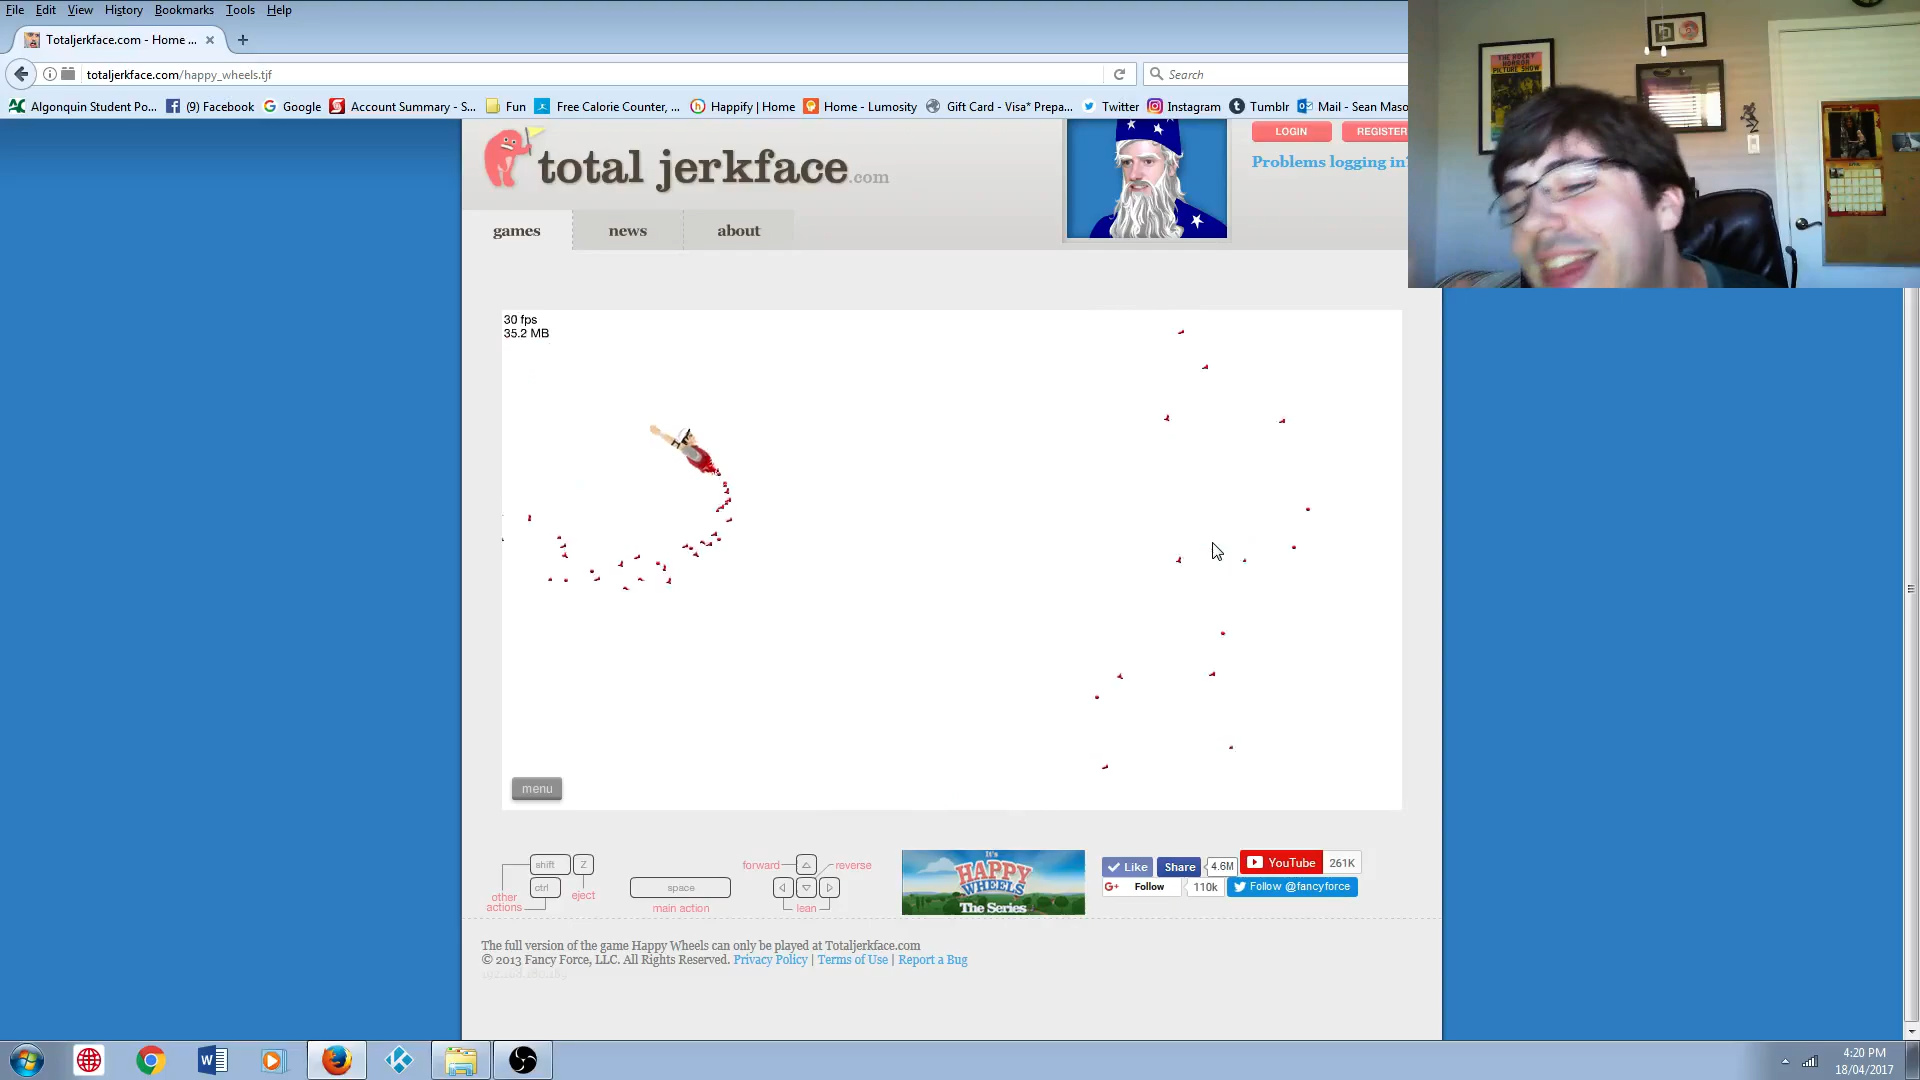 File Edit View History Bookmarks Tools Help
Totaljerkface.com - Home ...
totaljerkface.com/happy_wheels.tjf
Search
Algonquin Student Po... (9) Facebook Google Account Summary - S... Fun Free Calorie Counter, ... Happify | Home Home - Lumosity Gift Card - Visa* Prepa... Twitter Instagram Tumblr Mail - Sean Maso
THE ROCKY
HORROR
PICTURE SHOW
total jerkface.com
LOGIN REGISTER
Problems logging in?
games news about
30 fps
35.2 MB
menu
shift Z
ctrl
other
actions
eject
space
main action
forward reverse
lean
It's
HAPPY
WHEELS
The Series
Like Share 4.6M YouTube 261K
Follow 110k Follow @fancyforce
The full version of the game Happy Wheels can only be played at Totaljerkface.com
© 2013 Fancy Force, LLC. All Rights Reserved. Privacy Policy | Terms of Use | Report a Bug
4:20 PM
18/04/2017